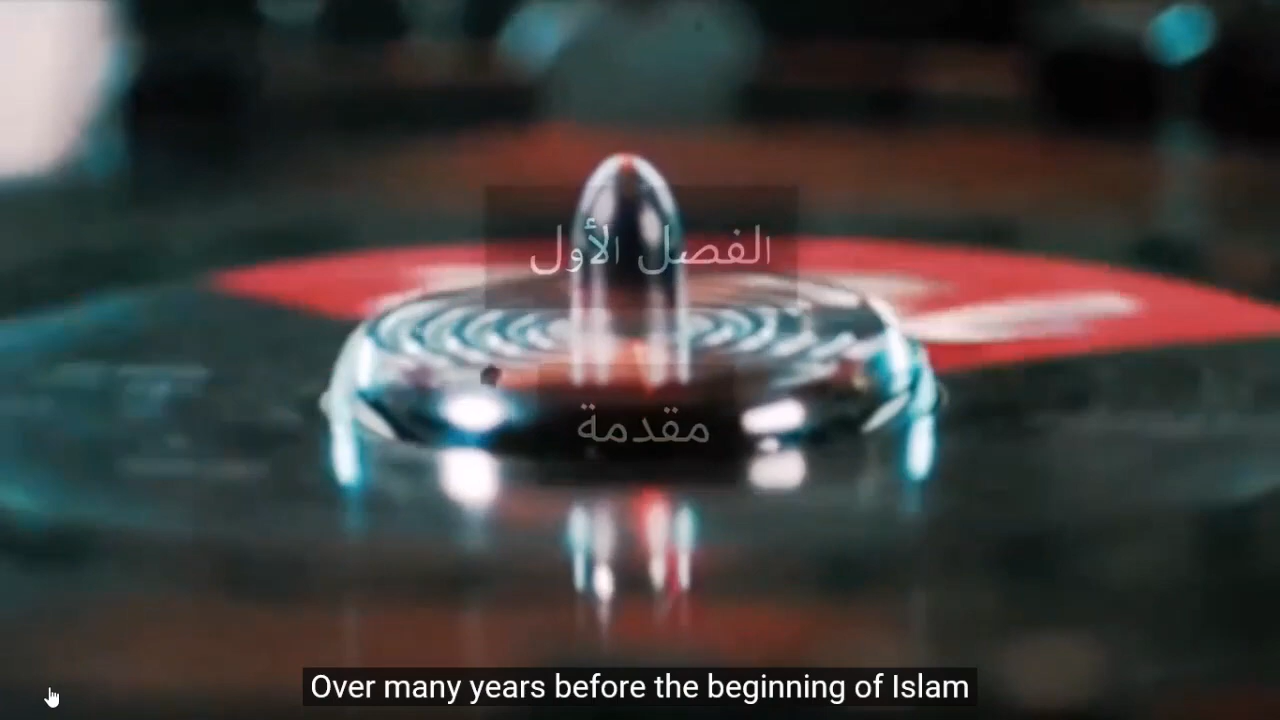 الفصل الأول
مقدمة
Over many years before the beginning of Islam